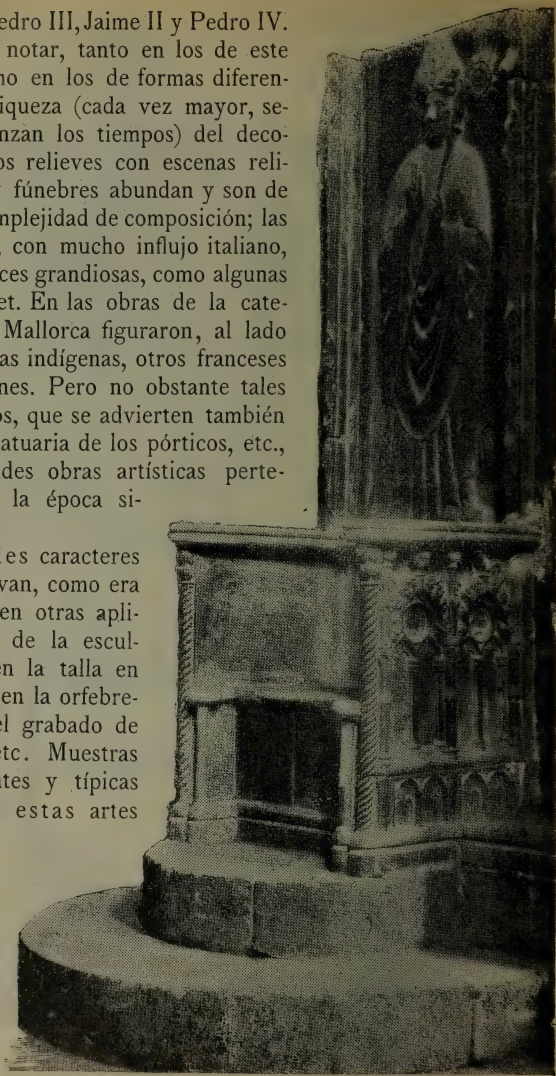 edro III, Jaime II y Pedro IV.
notar, tanto en los de este
no en los de formas diferen-
iqueza (cada vez mayor, se-
nzan los tiempos) del deco-
os relieves con escenas reli-
fúnebres abundan y son de
mplejidad de composición; las
, con mucho influjo italiano,
ces grandiosas, como algunas
et. En las obras de la cate-
Mallorca figuraron, al lado
as indígenas, otros franceses
nes. Pero no obstante tales
os, que se advierten también
atuaria de los pórticos, etc.,
des obras artísticas perte-
la época si-
es caracteres
van, como era
en otras apli-
de la escul-
en la talla en
en la orfebre-
el grabado de
etc. Muestras
tes y típicas
estas artes